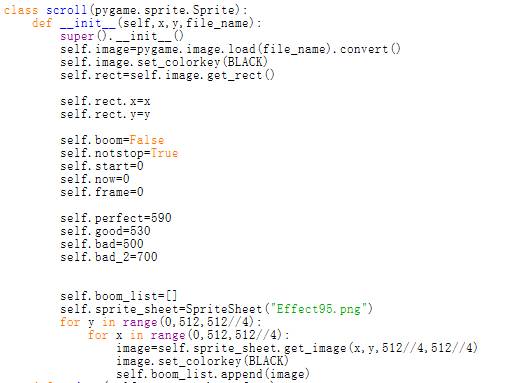 class scroll(pygame.sprite.Sprite):
    def __init__(self,x,y,file_name):
        super().__init__()
        self.image=pygame.image.load(file_name).convert()
        self.image.set_colorkey(BLACK)
        self.rect=self.image.get_rect()

        self.rect.x=x
        self.rect.y=y

        self.boom=False
        self.notstop=True
        self.start=0
        self.now=0
        self.frame=0

        self.perfect=590
        self.good=530
        self.bad=500
        self.bad_2=700


        self.boom_list=[]
        self.sprite_sheet=SpriteSheet("Effect95.png")
        for y in range(0,512,512//4):
            for x in range(0,512,512//4):
                image=self.sprite_sheet.get_image(x,y,512//4,512//4)
                image.set_colorkey(BLACK)
                self.boom_list.append(image)